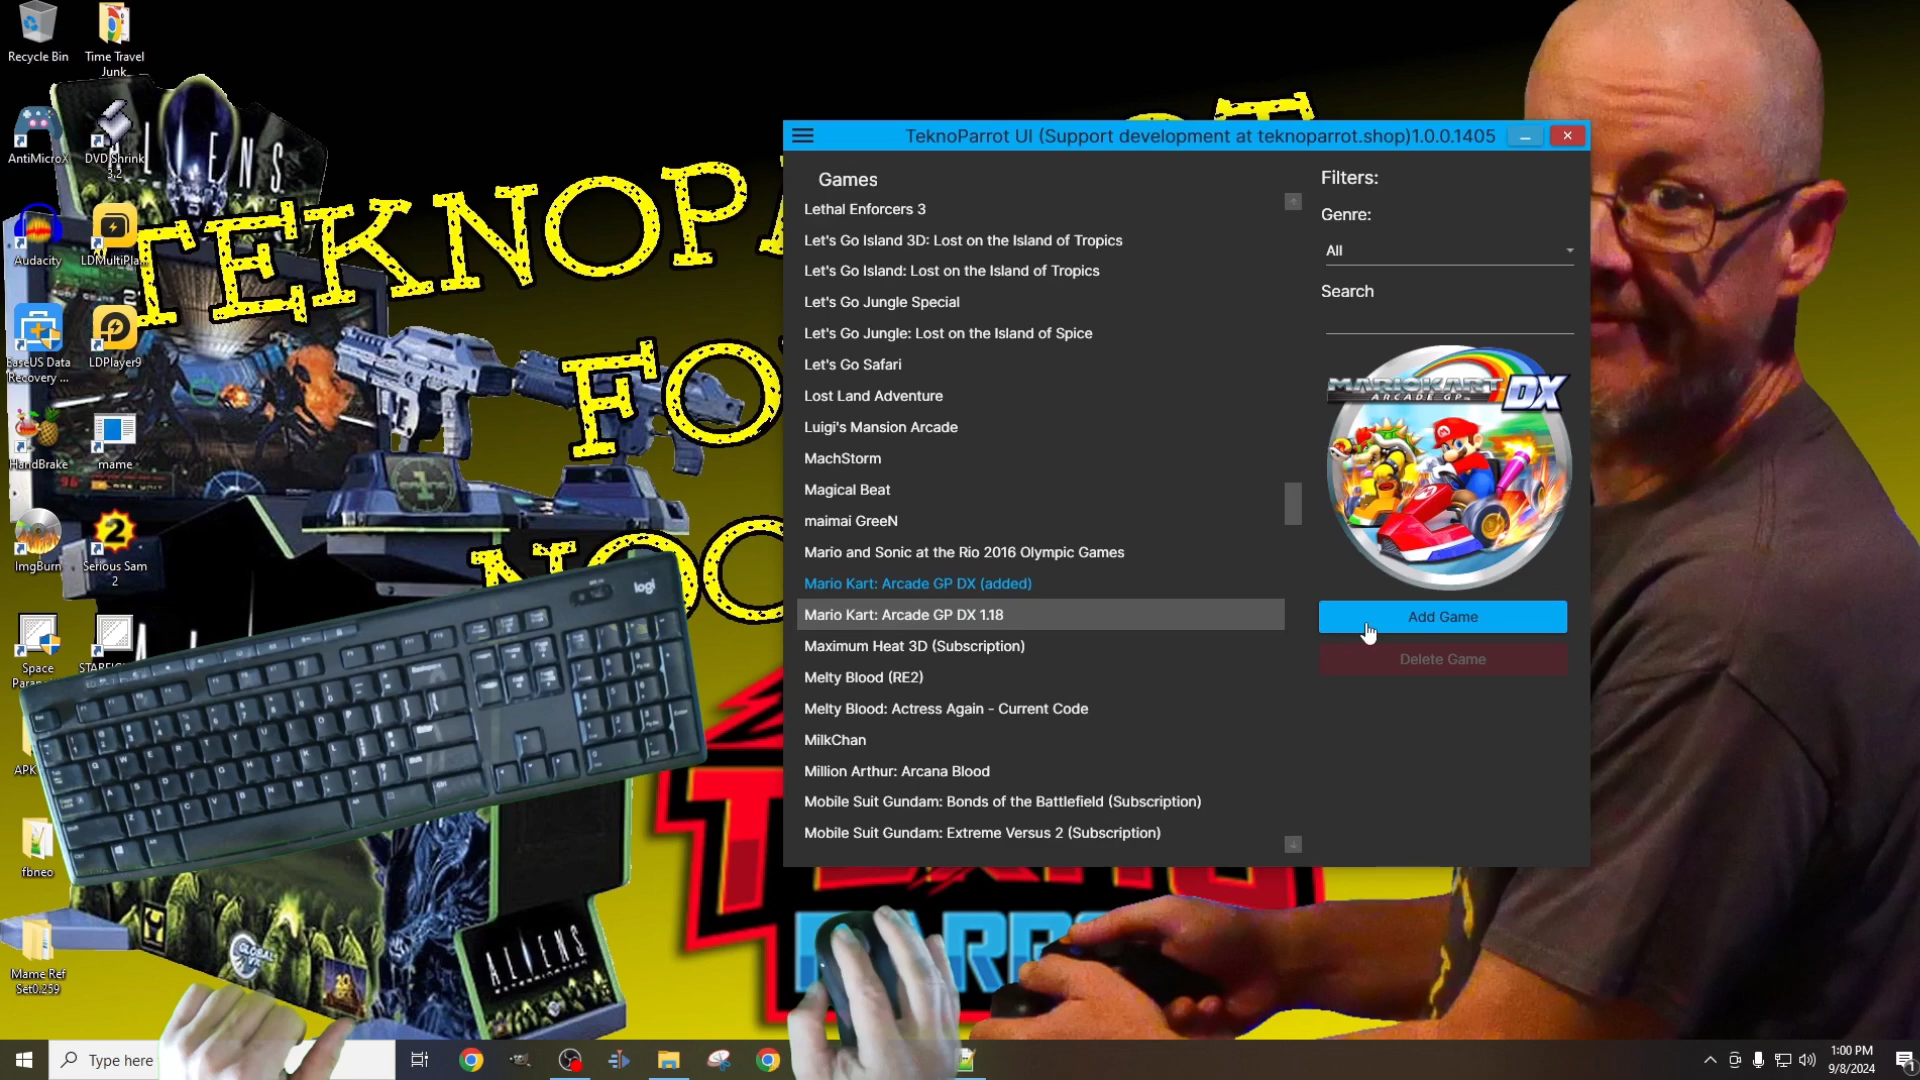 Recycle Bin
Time Travel
Junk
AntiMicroX
DVD Shrink
3.2
Audacity
LDMultiPla...
EaseUS Data
Recovery ...
LDPlayer9
HandBrake
mame
ImgBurn
Serious Sam
2
Space
fbneo
Mame Ref
Set0.259
ALIENS
TEKNOPA
FO
NOO
logi
ALIENS
TeknoParrot UI (Support development at teknoparrot.shop)1.0.0.1405
Games
Lethal Enforcers 3
Let's Go Island 3D: Lost on the Island of Tropics
Let's Go Island: Lost on the Island of Tropics
Let's Go Jungle Special
Let's Go Jungle: Lost on the Island of Spice
Let's Go Safari
Lost Land Adventure
Luigi's Mansion Arcade
MachStorm
Magical Beat
maimai GreeN
Mario and Sonic at the Rio 2016 Olympic Games
Mario Kart: Arcade GP DX (added)
Mario Kart: Arcade GP DX 1.18
Maximum Heat 3D (Subscription)
Melty Blood (RE2)
Melty Blood: Actress Again - Current Code
MilkChan
Million Arthur: Arcana Blood
Mobile Suit Gundam: Bonds of the Battlefield (Subscription)
Mobile Suit Gundam: Extreme Versus 2 (Subscription)
Filters:
Genre:
All
Search
MARIOKART DX
ARCADE GP
Add Game
Delete Game
Type here
1:00 PM
9/8/2024